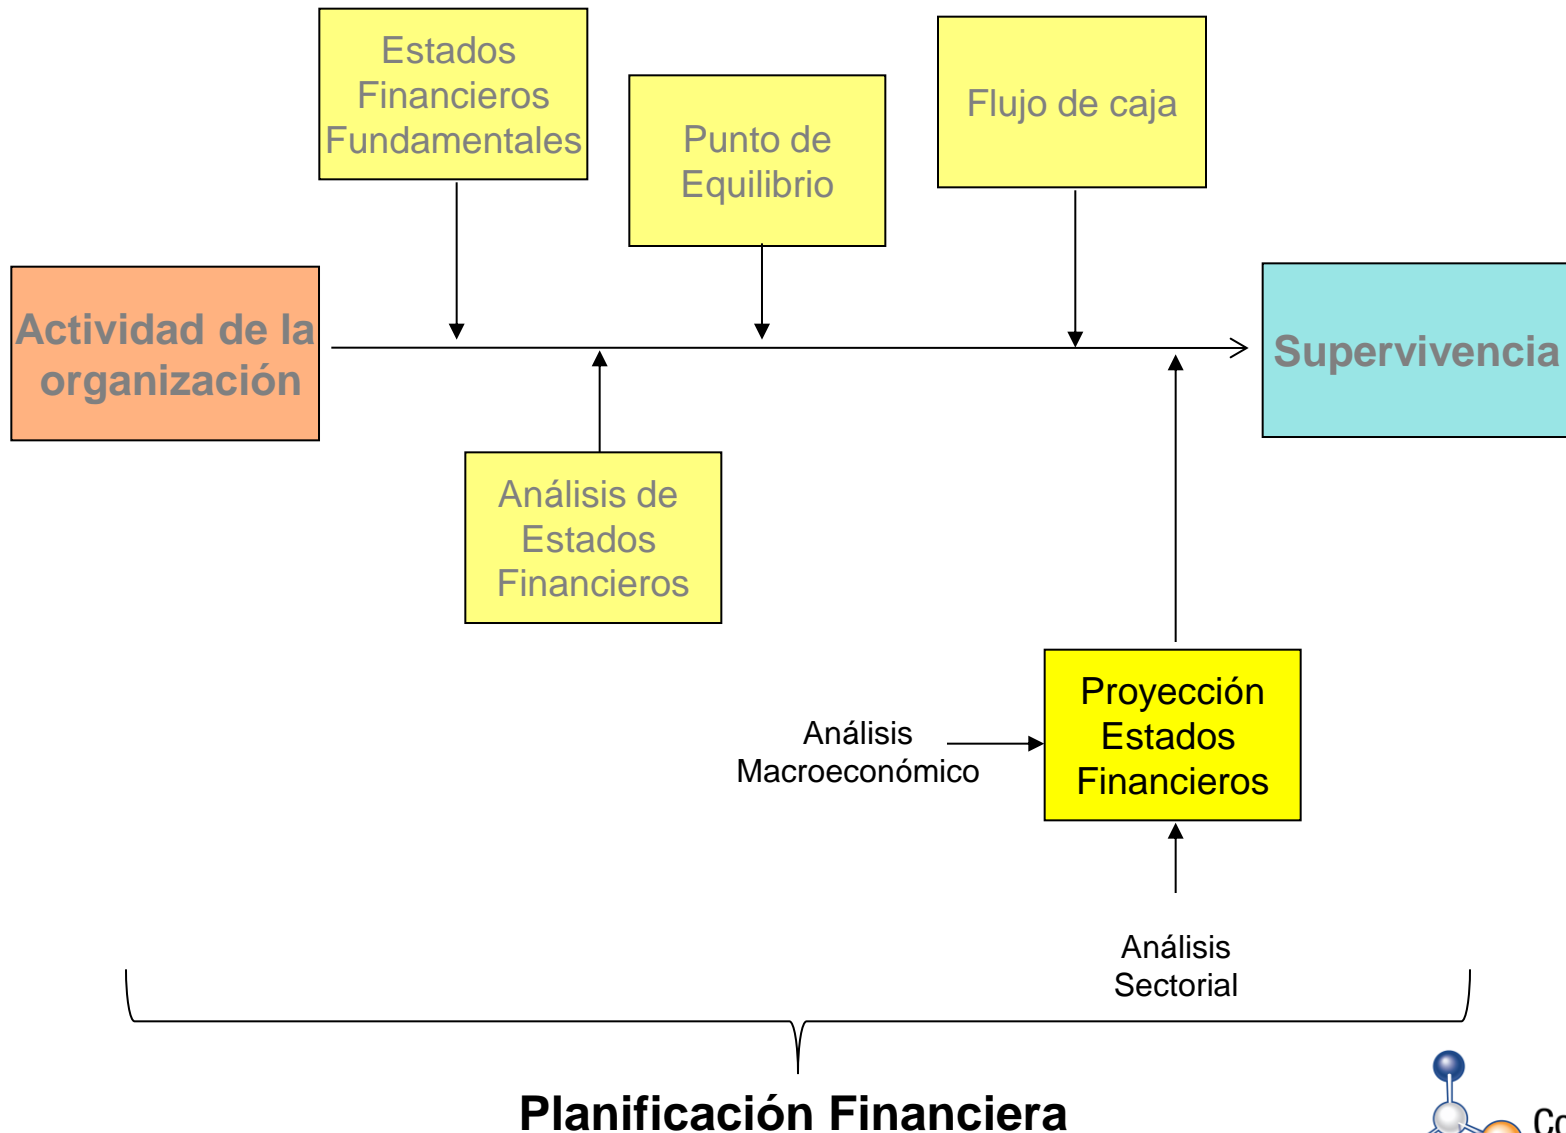 Estados
Financieros
Fundamentales
Punto de
Equilibrio
Flujo de caja
Actividad de la
organización
Supervivencia
Análisis de
Estados
Financieros
Proyección
Estados
Financieros
Análisis
Macroeconómico
Análisis
Sectorial
Planificación Financiera